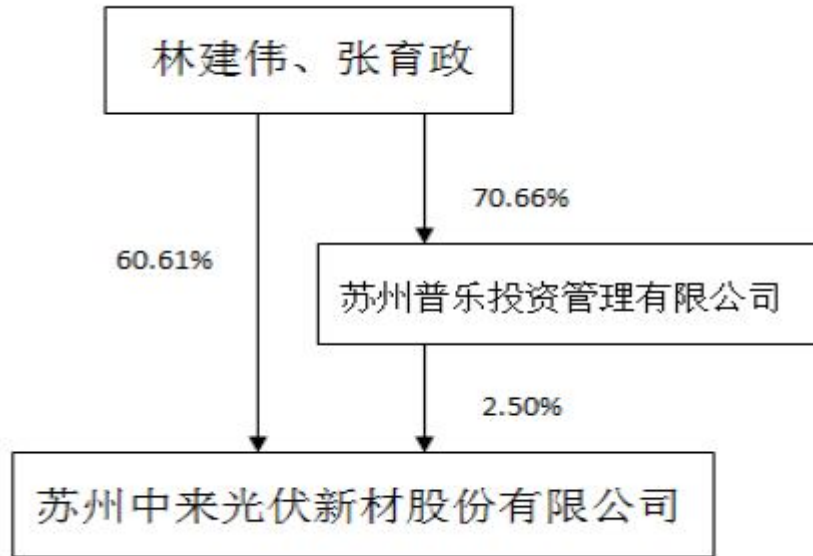 林建伟、张育政
70.66%
60.61%
苏州普乐投资管理有限公司
2.50%
苏州中来光伏新材股份有限公司